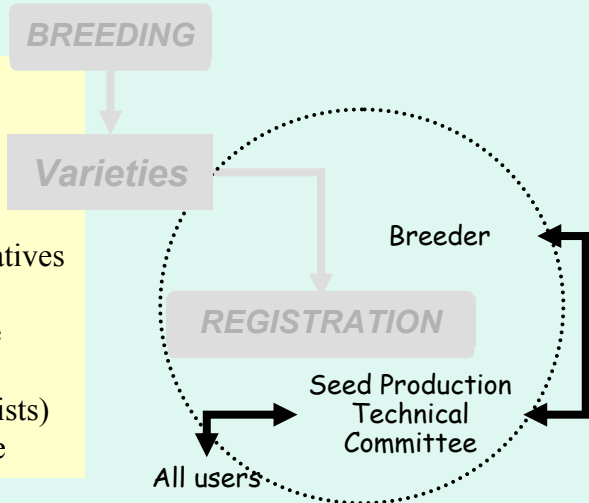 BREEDING
Varieties
Breeder
REGISTRATION
Seed Production
Technical
Committee
All users